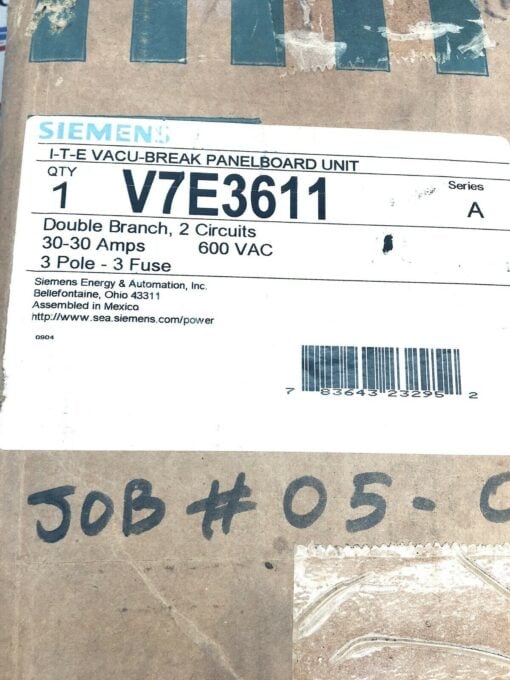 SIEMENS
I-T-E VACU-BREAK PANELBOARD UNIT
QTY
1 V7E3611
Series
A
Double Branch, 2 Circuits
30-30 Amps 600 VAC
3 Pole - 3 Fuse
Siemens Energy & Automation, Inc.
Bellefontaine, Ohio 43311
Assembled in Mexico
http://www.sea.siemens.com/power
0904
7 83643 23295 2
JOB # 05-